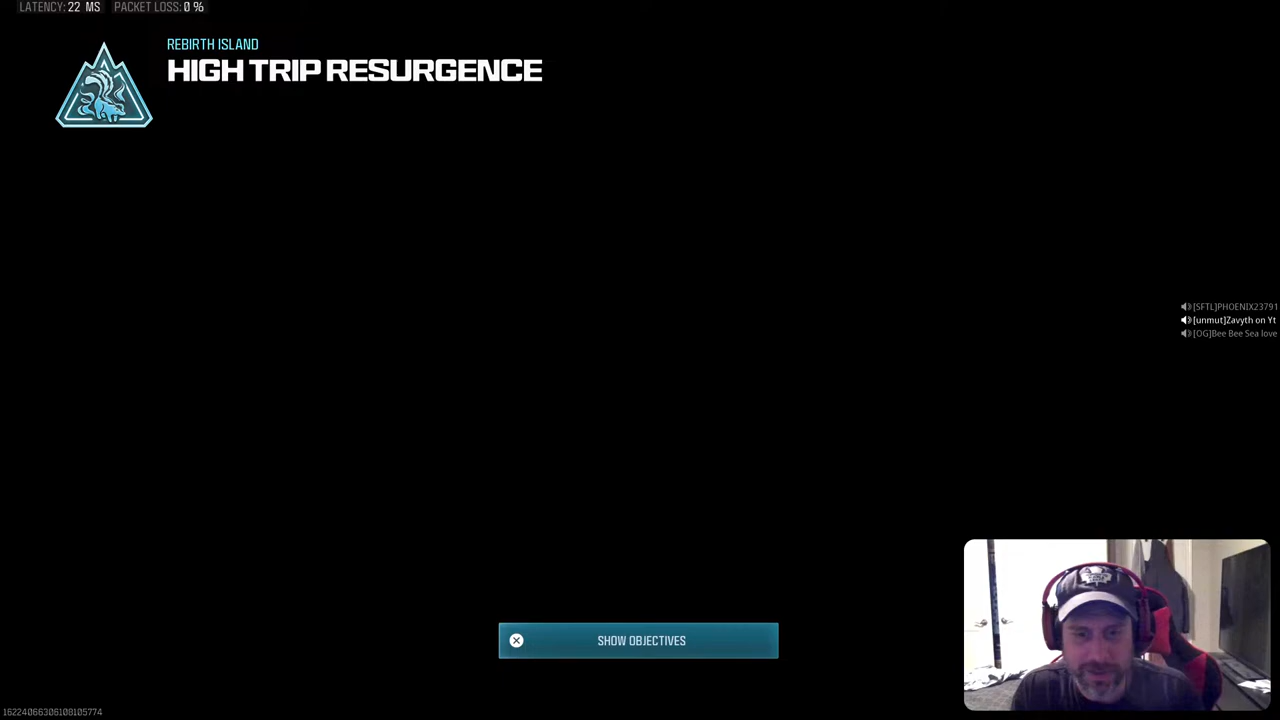 LATENCY: 22 MS PACKET LOSS: 0 %
REBIRTH ISLAND
HIGH TRIP RESURGENCE
[SFTL]PHOENIX23791
[unmut]Zavyth on Yt
[OG]Bee Bee Sea love
SHOW OBJECTIVES
16224066306108105774